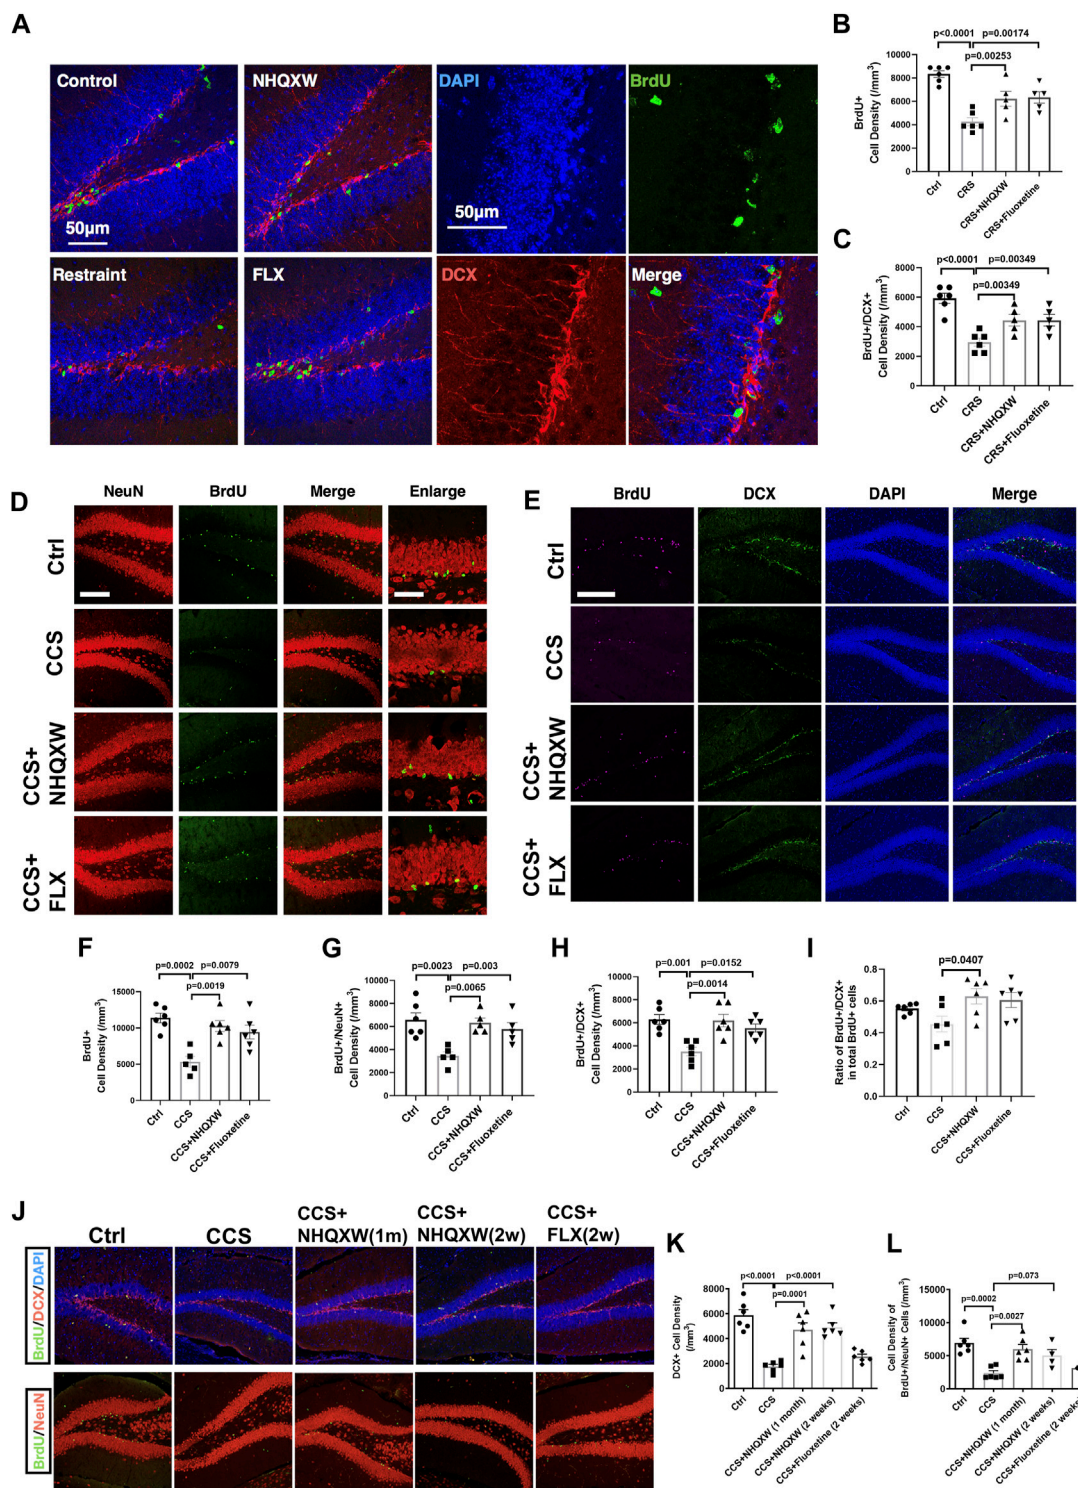 A
Control
NHQXW
DAPI
BrdU
50µm
50µm
Restraint
FLX
DCX
Merge
B
p<0.0001
p=0.00174
p=0.00253
BrdU+
Cell Density (/mm³)
10000
8000
6000
4000
2000
0
Ctrl
CRS
CRS+NHQXW
CRS+Fluoxetine
C
p<0.0001
p=0.00349
p=0.00349
BrdU+/DCX+
Cell Density (/mm³)
8000
6000
4000
2000
0
Ctrl
CRS
CRS+NHQXW
CRS+Fluoxetine
D
NeuN
BrdU
Merge
Enlarge
Ctrl
CCS
CCS+
NHQXW
CCS+
FLX
E
BrdU
DCX
DAPI
Merge
Ctrl
CCS
CCS+
NHQXW
CCS+
FLX
F
p=0.0002
p=0.0079
p=0.0019
BrdU+
Cell Density (/mm³)
15000
10000
5000
0
Ctrl
CCS
CCS+NHQXW
CCS+Fluoxetine
G
p=0.0023
p=0.003
p=0.0065
BrdU+/NeuN+
Cell Density (/mm³)
10000
8000
6000
4000
2000
0
Ctrl
CCS
CCS+NHQXW
CCS+Fluoxetine
H
p=0.001
p=0.0152
p=0.0014
BrdU+/DCX+
Cell Density (/mm³)
10000
8000
6000
4000
2000
0
Ctrl
CCS
CCS+NHQXW
CCS+Fluoxetine
I
p=0.0407
Ratio of BrdU+/DCX+
in total BrdU+ cells
0.8
0.6
0.4
0.2
0.0
Ctrl
CCS
CCS+NHQXW
CCS+Fluoxetine
J
Ctrl
CCS
CCS+
NHQXW(1m)
CCS+
NHQXW(2w)
CCS+
FLX(2w)
BrdU/DCX/DAPI
BrdU/NeuN
K
p<0.0001
p<0.0001
p=0.0001
DCX+ Cell Density
(/mm³)
8000
6000
4000
2000
0
Ctrl
CCS
CCS+NHQXW (1 month)
CCS+NHQXW (2 weeks)
CCS+Fluoxetine (2 weeks)
L
p=0.073
p=0.0002
p=0.0027
Cell Density of
BrdU+/NeuN+ Cells (/mm³)
15000
10000
5000
0
Ctrl
CCS
CCS+NHQXW (1 month)
CCS+NHQXW (2 weeks)
CCS+Fluoxetine (2 weeks